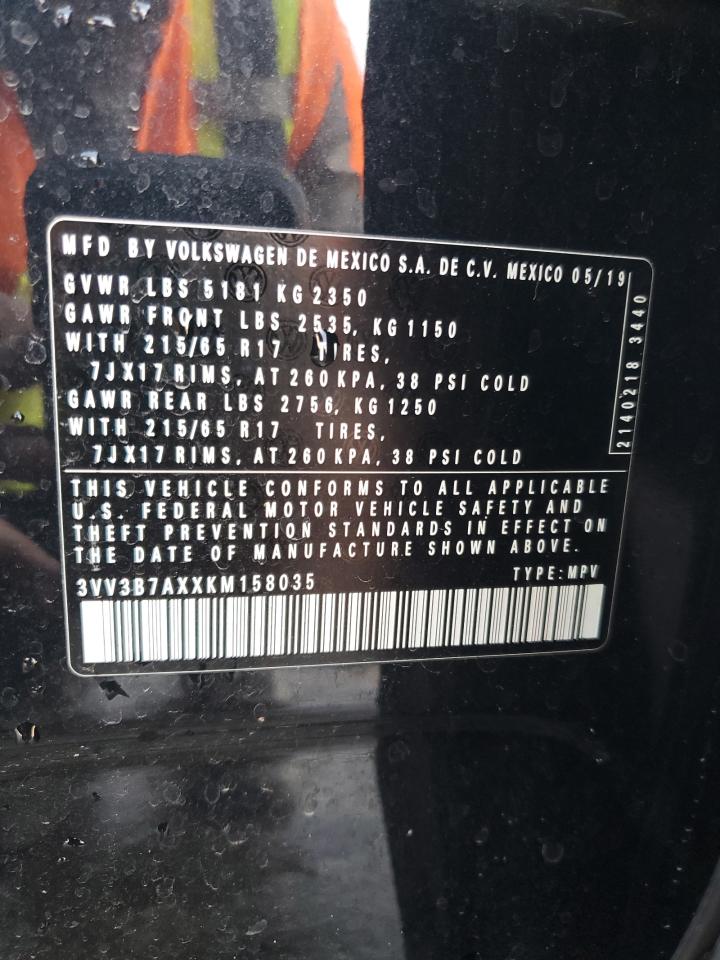 MFD BY VOLKSWAGEN DE MEXICO S.A. DE C.V. MEXICO 05/19
GVWR LBS 5181 KG 2350
GAWR FRONT LBS 2535, KG 1150
WITH 215/65 R17 TIRES,
7JX17 RIMS, AT 260 KPA, 38 PSI COLD
GAWR REAR LBS 2756, KG 1250
WITH 215/65 R17 TIRES,
7JX17 RIMS, AT 260 KPA, 38 PSI COLD
2140218 3440
THIS VEHICLE CONFORMS TO ALL APPLICABLE
U.S. FEDERAL MOTOR VEHICLE SAFETY AND
THEFT PREVENTION STANDARDS IN EFFECT ON
THE DATE OF MANUFACTURE SHOWN ABOVE.
3VV3B7AXXKM158035 TYPE: MPV